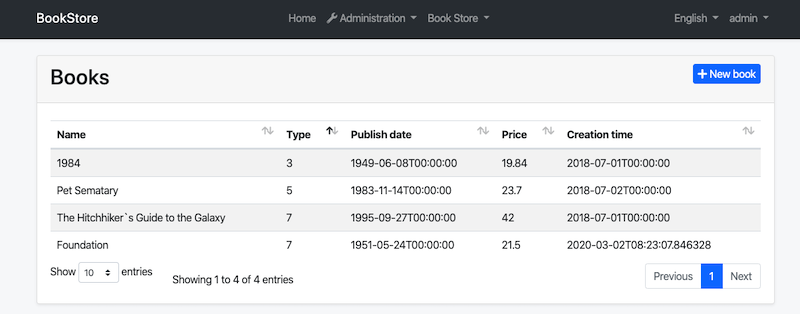 BookStore Home Administration Book Store English admin
Books + New book
Name Type Publish date Price Creation time
1984 3 1949-06-08T00:00:00 19.84 2018-07-01T00:00:00
Pet Sematary 5 1983-11-14T00:00:00 23.7 2018-07-02T00:00:00
The Hitchhiker`s Guide to the Galaxy 7 1995-09-27T00:00:00 42 2018-07-01T00:00:00
Foundation 7 1951-05-24T00:00:00 21.5 2020-03-02T08:23:07.846328
Show 10 entries Showing 1 to 4 of 4 entries Previous 1 Next